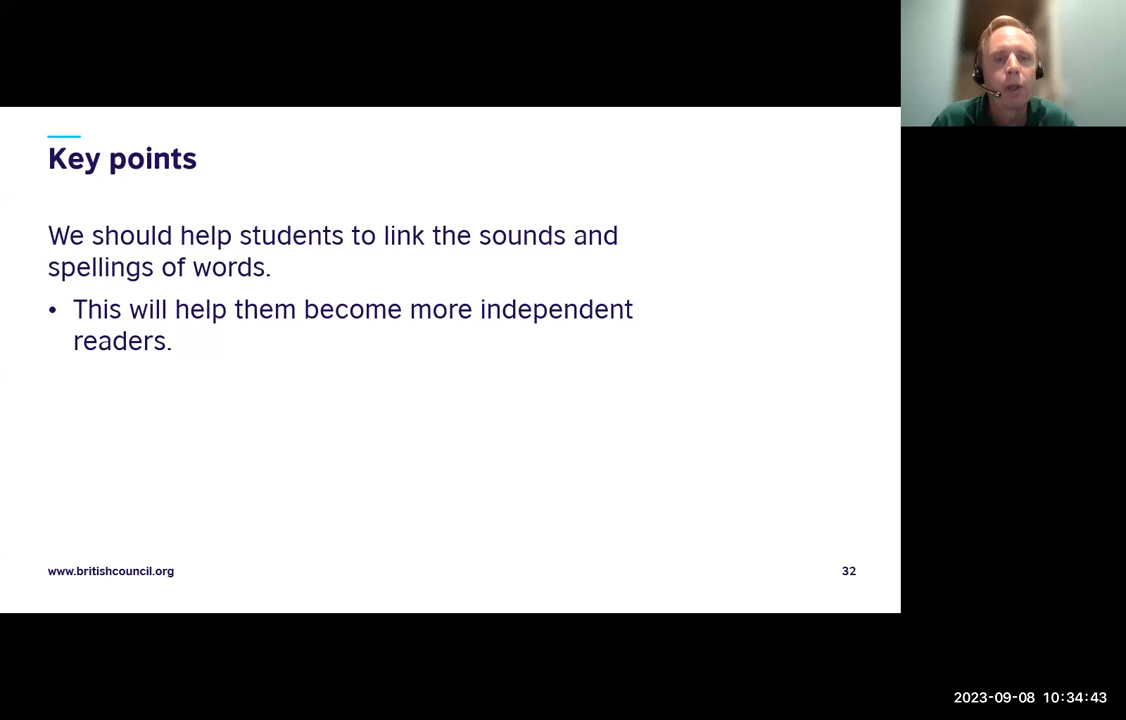 Key points
We should help students to link the sounds and
spellings of words.
• This will help them become more independent
readers.
www.britishcouncil.org
32
2023-09-08 10:34:43